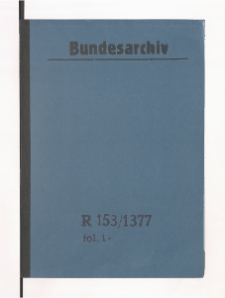 Bundesarchiv
R 153/1377
fol. 1-